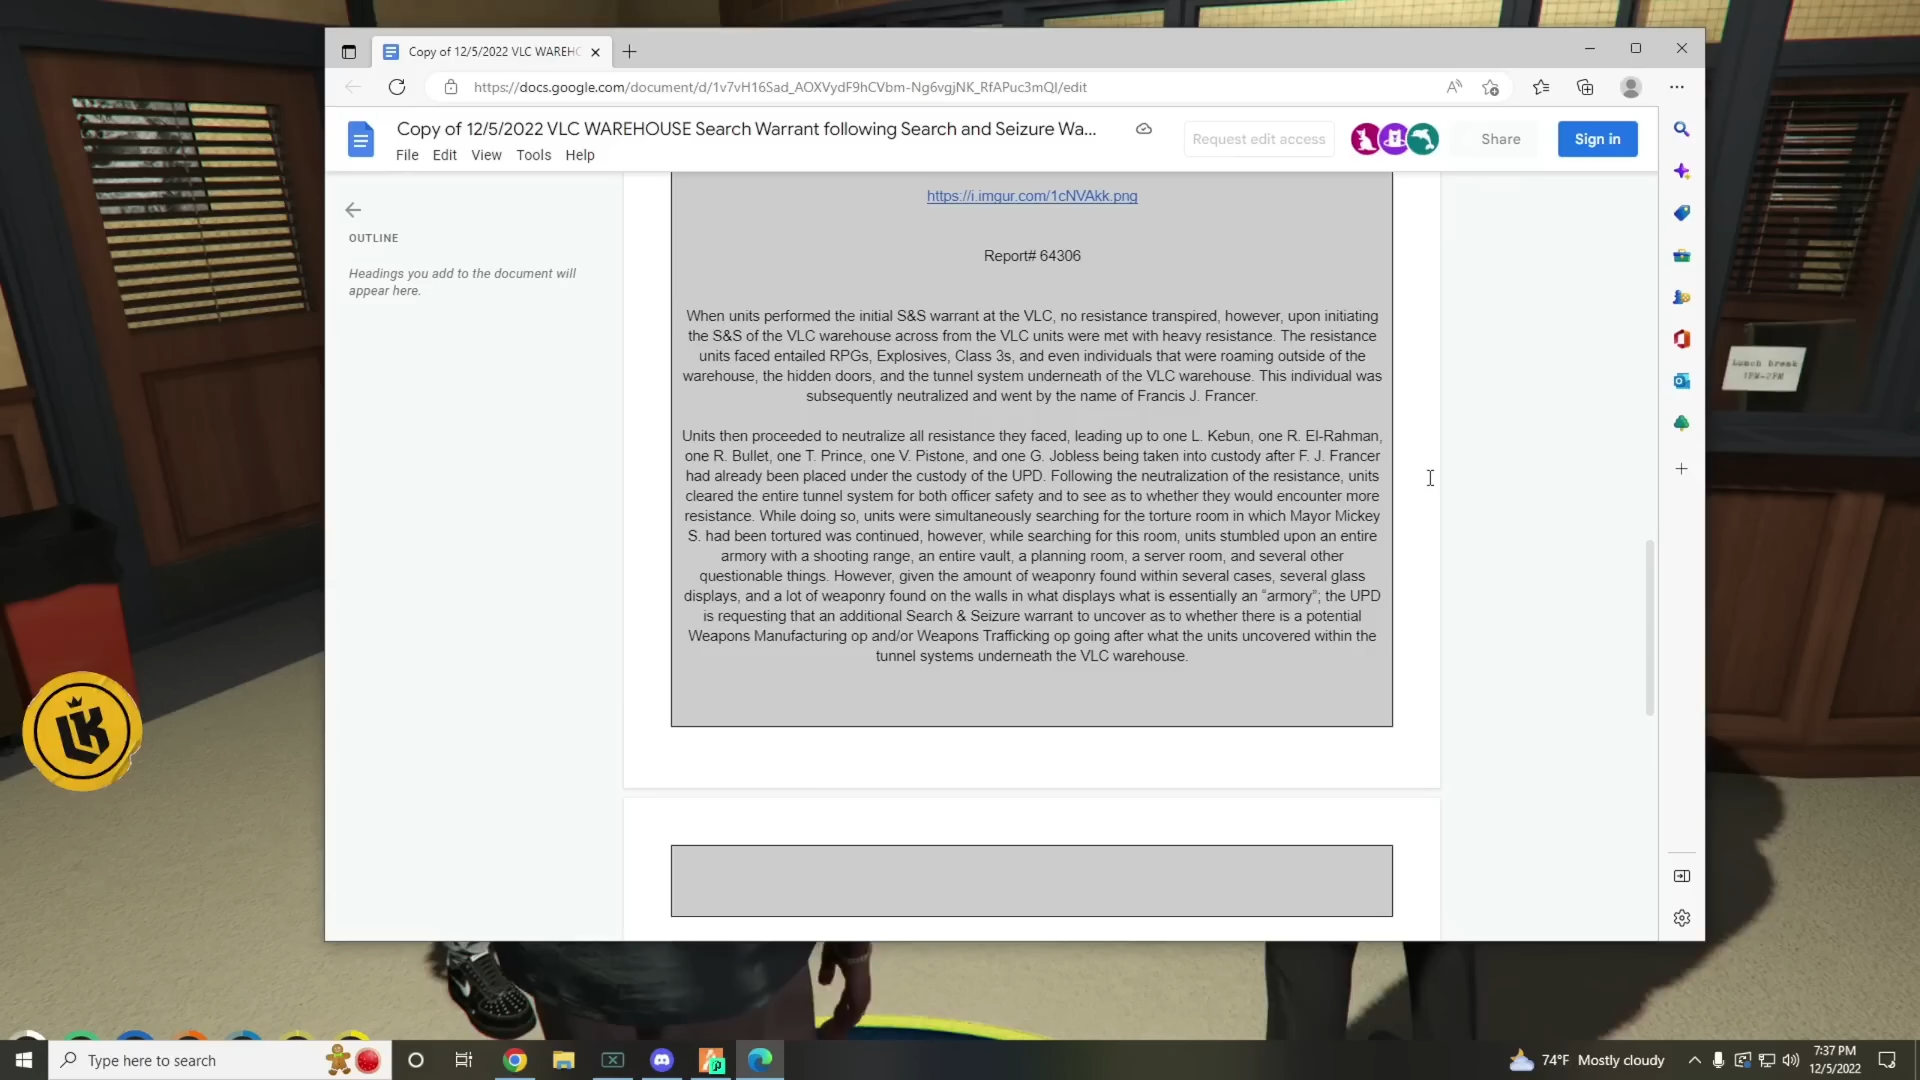 Copy of 12/5/2022 VLC WAREHC
https://docs.google.com/document/d/1v7vH16Sad_AOXVydF9hCVbm-Ng6vgjNK_RfAPuc3mQI/edit
Copy of 12/5/2022 VLC WAREHOUSE Search Warrant following Search and Seizure Wa...
Request edit access
Share
Sign in
File Edit View Tools Help
OUTLINE
Headings you add to the document will
appear here.
https://i.imgur.com/1cNVAkk.png
Report# 64306
When units performed the initial S&S warrant at the VLC, no resistance transpired, however, upon initiating
the S&S of the VLC warehouse across from the VLC units were met with heavy resistance. The resistance
units faced entailed RPGs, Explosives, Class 3s, and even individuals that were roaming outside of the
warehouse, the hidden doors, and the tunnel system underneath of the VLC warehouse. This individual was
subsequently neutralized and went by the name of Francis J. Francer.
Units then proceeded to neutralize all resistance they faced, leading up to one L. Kebun, one R. El-Rahman,
one R. Bullet, one T. Prince, one V. Pistone, and one G. Jobless being taken into custody after F. J. Francer
had already been placed under the custody of the UPD. Following the neutralization of the resistance, units
cleared the entire tunnel system for both officer safety and to see as to whether they would encounter more
resistance. While doing so, units were simultaneously searching for the torture room in which Mayor Mickey
S. had been tortured was continued, however, while searching for this room, units stumbled upon an entire
armory with a shooting range, an entire vault, a planning room, a server room, and several other
questionable things. However, given the amount of weaponry found within several cases, several glass
displays, and a lot of weaponry found on the walls in what displays what is essentially an “armory”; the UPD
is requesting that an additional Search & Seizure warrant to uncover as to whether there is a potential
Weapons Manufacturing op and/or Weapons Trafficking op going after what the units uncovered within the
tunnel systems underneath the VLC warehouse.
Lunch break
1PM-2PM
LK
Type here to search
74°F Mostly cloudy
7:37 PM
12/5/2022